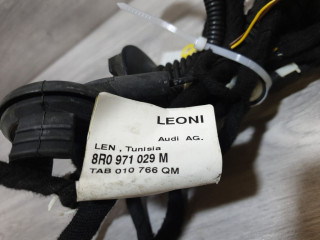 LEONI
Audi AG.
LEN , Tunisia
8R0 971 029 M
TAB 010 766 QM